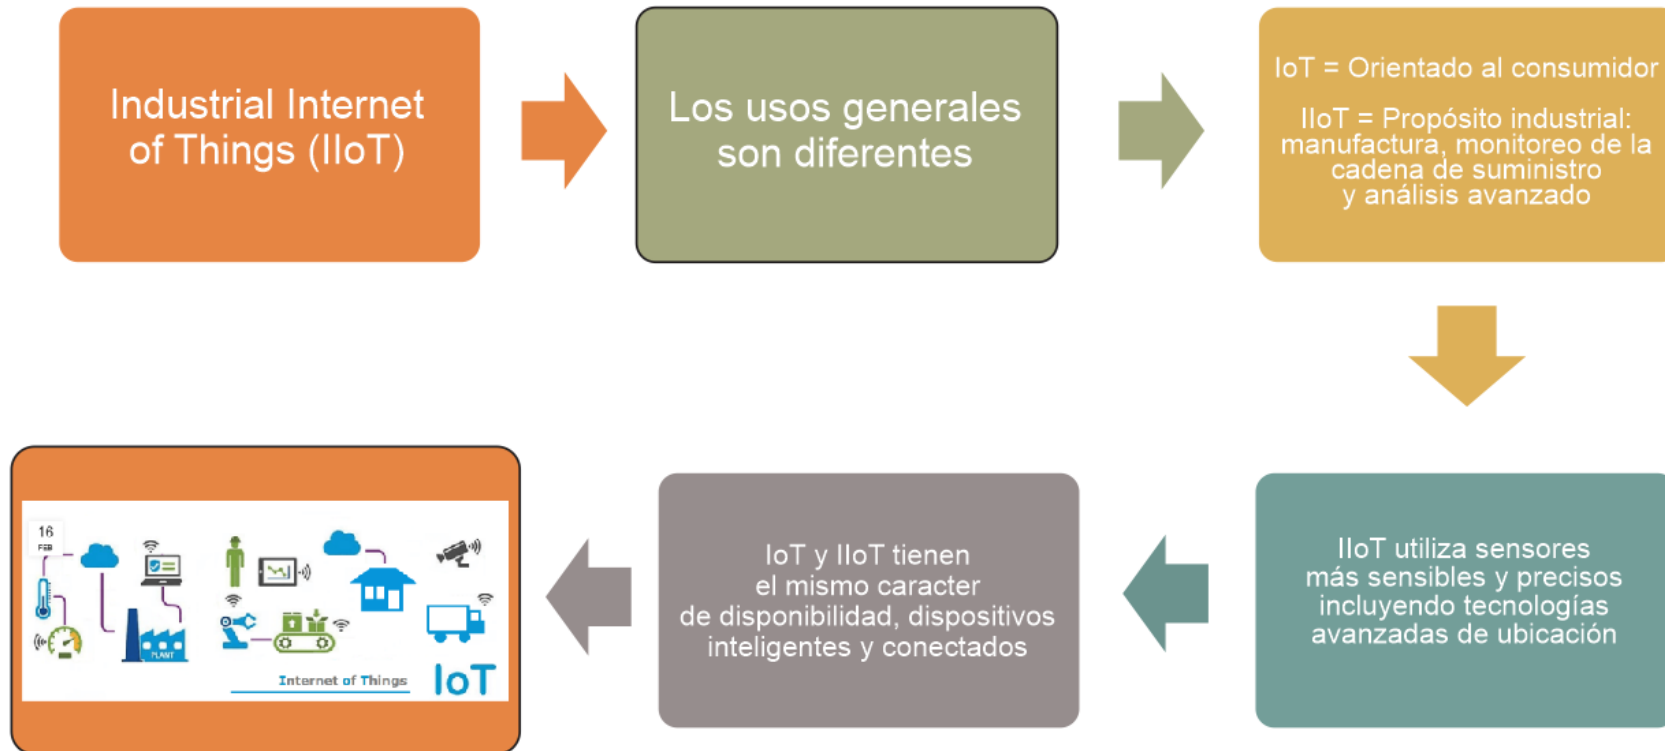 Industrial Internet
of Things (IIoT)
Los usos generales
son diferentes
IoT = Orientado al consumidor
IIoT = Propósito industrial:
manufactura, monitoreo de la
cadena de suministro
y análisis avanzado
IIoT utiliza sensores
más sensibles y precisos
incluyendo tecnologías
avanzadas de ubicación
IoT y IIoT tienen
el mismo caracter
de disponibilidad, dispositivos
inteligentes y conectados
16
FEB
PLANT
Internet of Things
IoT